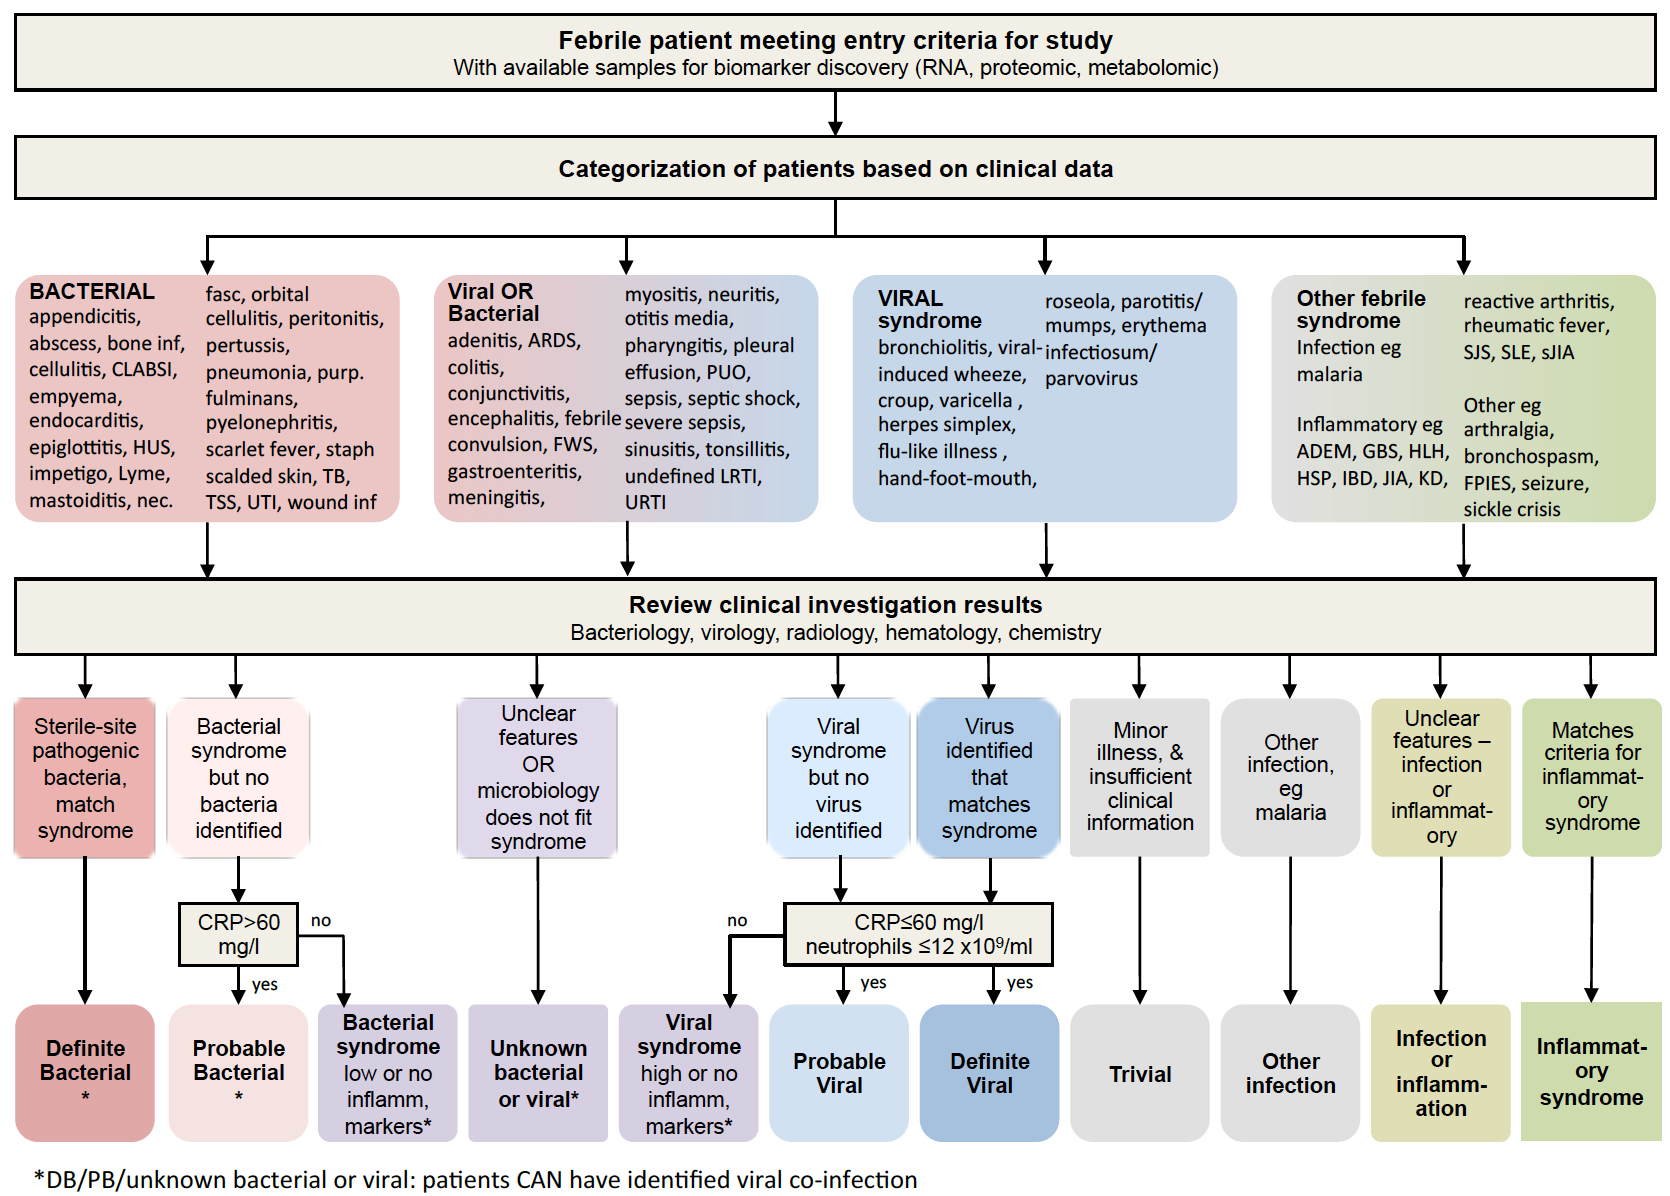 Febrile patient meeting entry criteria for study
With available samples for biomarker discovery (RNA, proteomic, metabolomic)
Categorization of patients based on clinical data
BACTERIAL
appendicitis,
abscess, bone inf,
cellulitis, CLABSI,
empyema,
endocarditis,
epiglottitis, HUS,
impetigo, Lyme,
mastoiditis, nec.
fasc, orbital
cellulitis, peritonitis,
pertussis,
pneumonia, purp.
fulminans,
pyelonephritis,
scarlet fever, staph
scalded skin, TB,
TSS, UTI, wound inf
Viral OR
Bacterial
adenitis, ARDS,
colitis,
conjunctivitis,
encephalitis, febrile
convulsion, FWS,
gastroenteritis,
meningitis,
myositis, neuritis,
otitis media,
pharyngitis, pleural
effusion, PUO,
sepsis, septic shock,
severe sepsis,
sinusitis, tonsillitis,
undefined LRTI,
URTI
VIRAL
syndrome
bronchiolitis, viral-
induced wheeze,
croup, varicella ,
herpes simplex,
flu-like illness ,
hand-foot-mouth,
roseola, parotitis/
mumps, erythema
infectiosum/
parvovirus
Other febrile
syndrome
Infection eg
malaria
Inflammatory eg
ADEM, GBS, HLH,
HSP, IBD, JIA, KD,
reactive arthritis,
rheumatic fever,
SJS, SLE, sJIA
Other eg
arthralgia,
bronchospasm,
FPIES, seizure,
sickle crisis
Review clinical investigation results
Bacteriology, virology, radiology, hematology, chemistry
Sterile-site
pathogenic
bacteria,
match
syndrome
Bacterial
syndrome
but no
bacteria
identified
Unclear
features
OR
microbiology
does not fit
syndrome
Viral
syndrome
but no
virus
identified
Virus
identified
that
matches
syndrome
Minor
illness, &
insufficient
clinical
information
Other
infection,
eg
malaria
Unclear
features –
infection
or
inflammat-
ory
Matches
criteria for
inflammat-
ory
syndrome
CRP>60
mg/l
no
yes
no
CRP≤60 mg/l
neutrophils ≤12 x10⁹/ml
yes
yes
Definite
Bacterial
*
Probable
Bacterial
*
Bacterial
syndrome
low or no
inflamm,
markers*
Unknown
bacterial
or viral*
Viral
syndrome
high or no
inflamm,
markers*
Probable
Viral
Definite
Viral
Trivial
Other
infection
Infection
or
inflamm-
ation
Inflammat-
ory
syndrome
*DB/PB/unknown bacterial or viral: patients CAN have identified viral co-infection